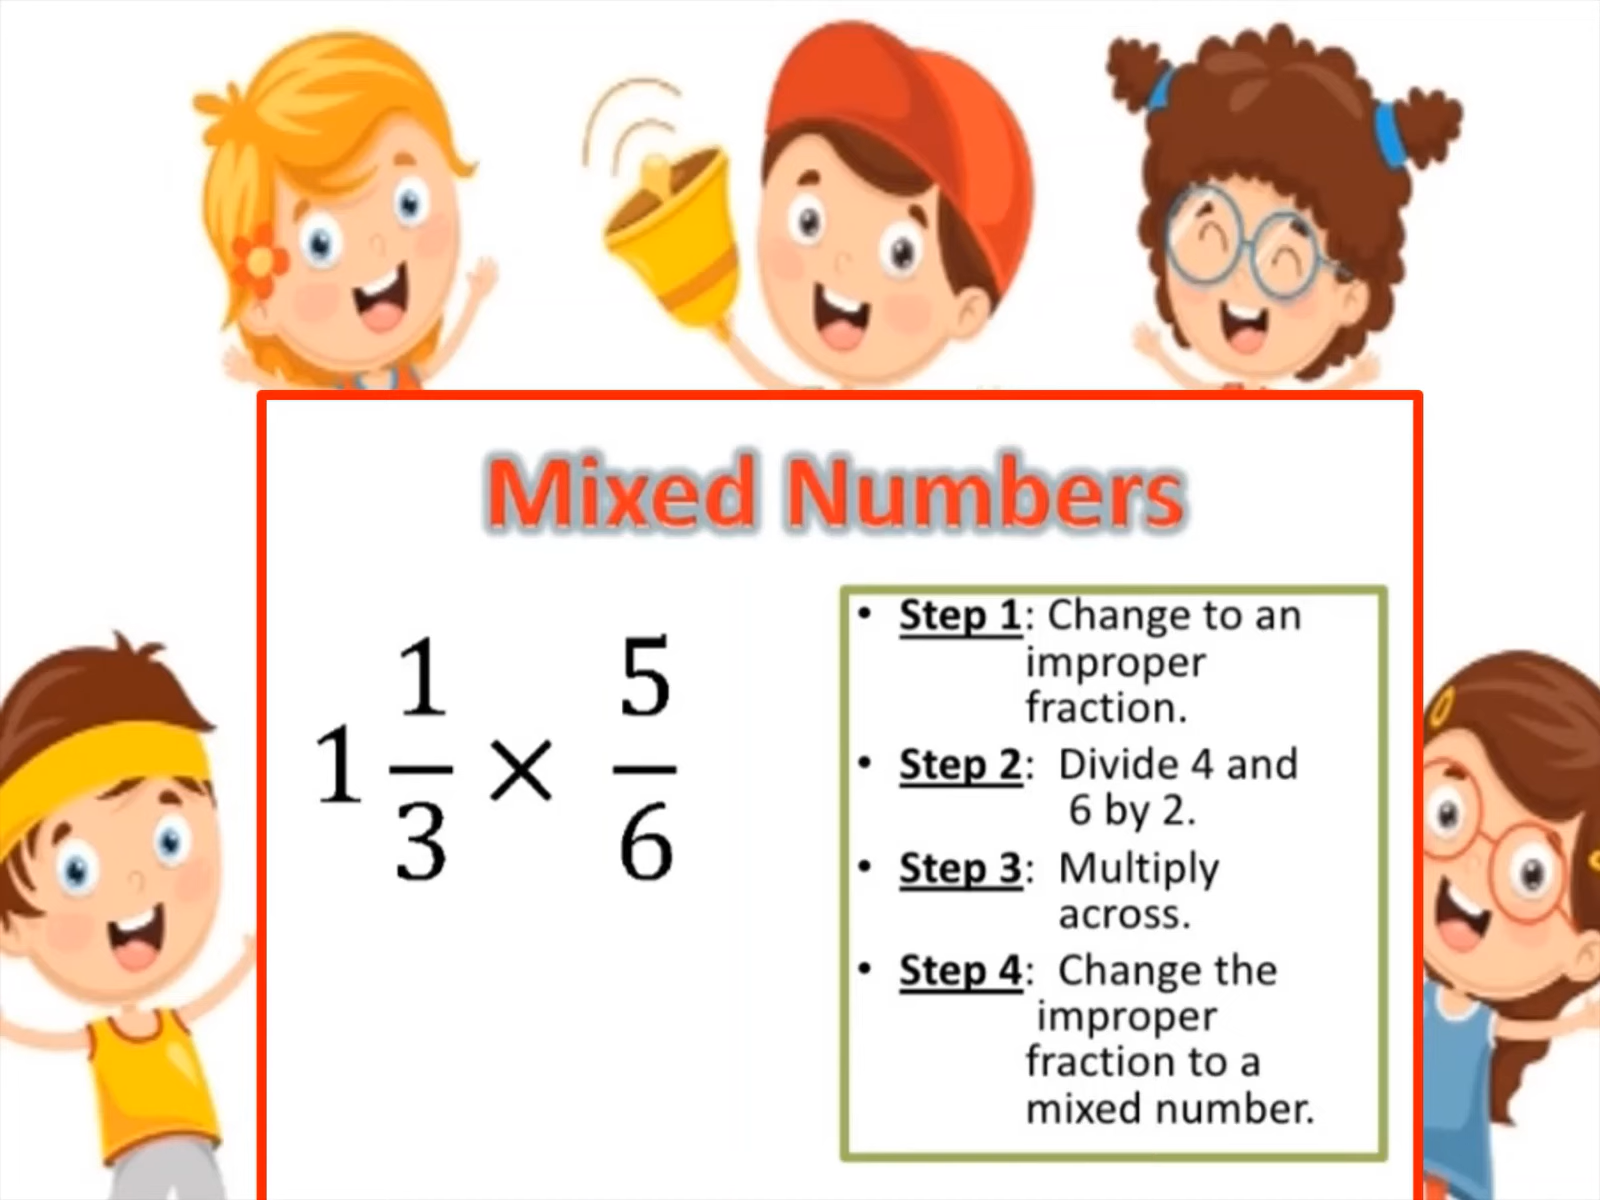 Mixed Numbers
1 1/3 × 5/6
• Step 1: Change to an
improper
fraction.
• Step 2: Divide 4 and
6 by 2.
• Step 3: Multiply
across.
• Step 4: Change the
improper
fraction to a
mixed number.